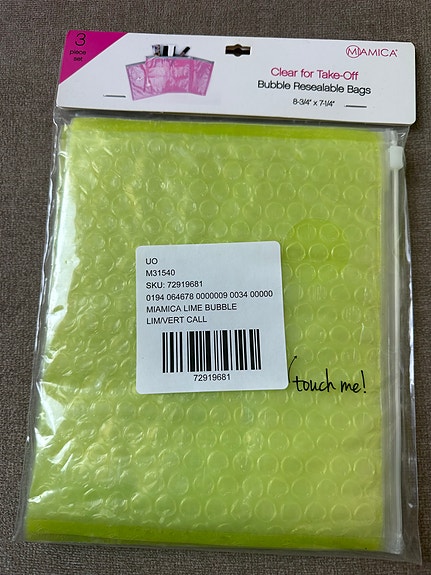 3
piece
set
MIAMICA®
Clear for Take-Off
Bubble Resealable Bags
8-3/4" x 7-1/4"
UO
M31540
SKU: 72919681
0194 064678 0000009 0034 00000
MIAMICA LIME BUBBLE
LIM/VERT CALL
72919681
touch me!